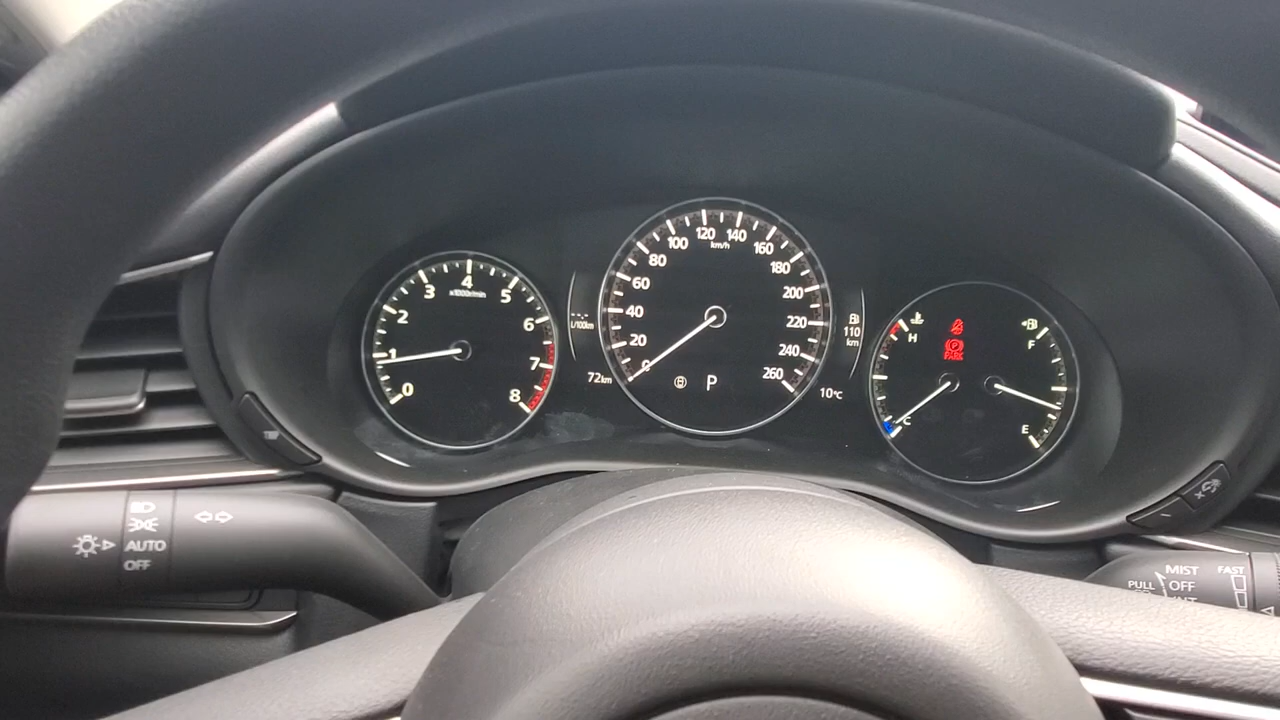 0
1
2
3
4
5
6
7
8
x1000r/min
L/100km
72km
0
20
40
60
80
100
120
140
160
180
200
220
240
260
km/h
P
110
km
10℃
H
C
F
E
P
PARK
AUTO
OFF
MIST
OFF
PULL
FAST